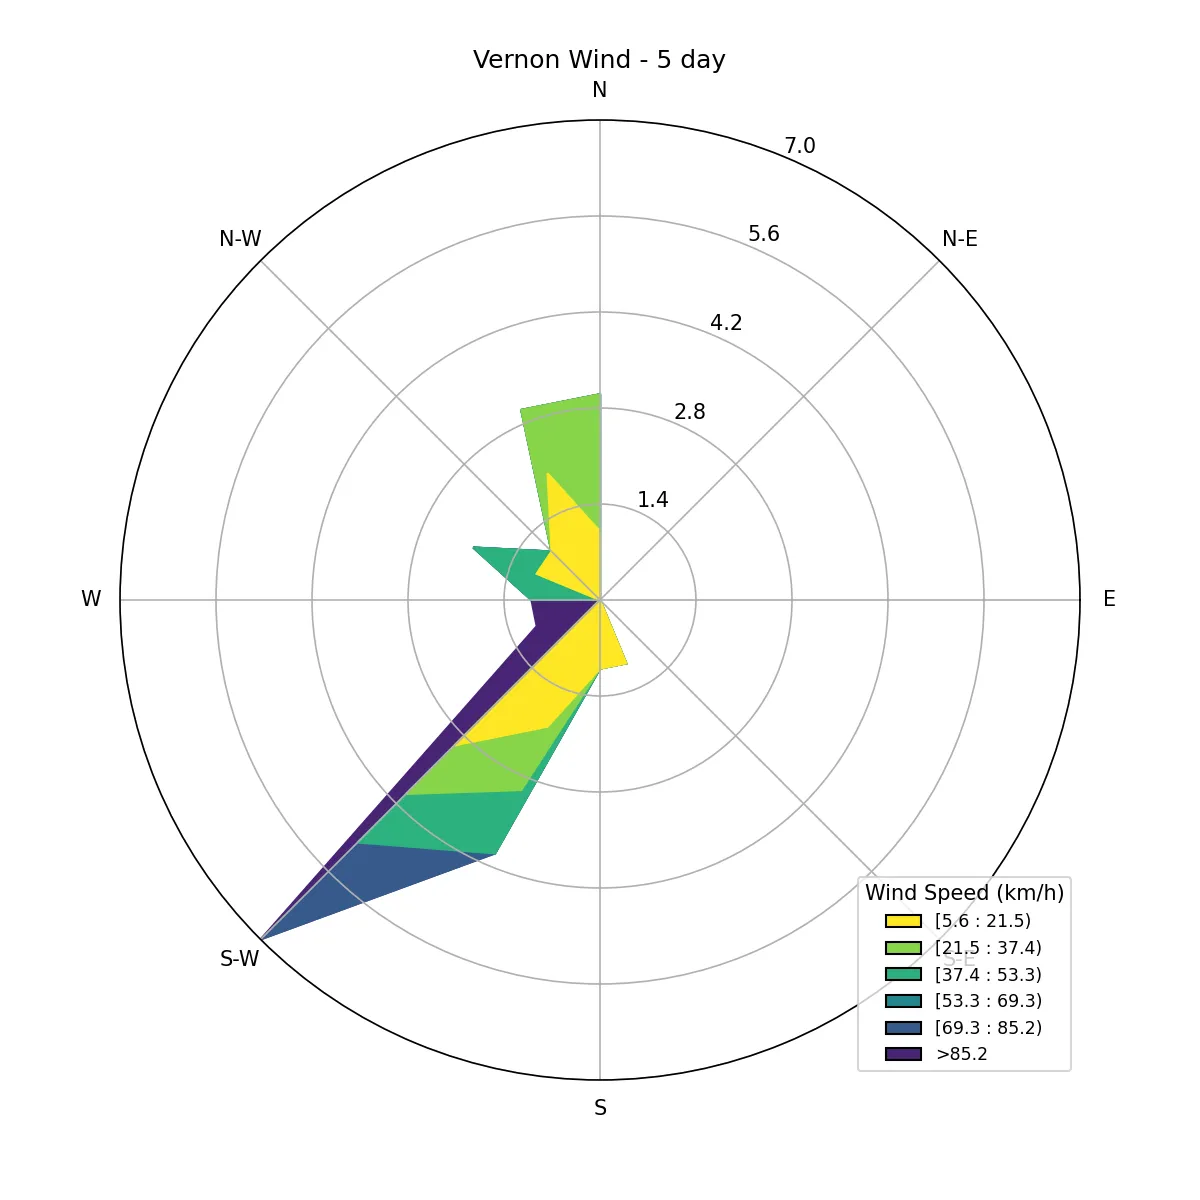 Vernon Wind - 5 day
N
7.0
N-W
5.6
N-E
4.2
2.8
1.4
W
E
S-W
S-E
S
Wind Speed (km/h)
[5.6 : 21.5)
[21.5 : 37.4)
[37.4 : 53.3)
[53.3 : 69.3)
[69.3 : 85.2)
>85.2